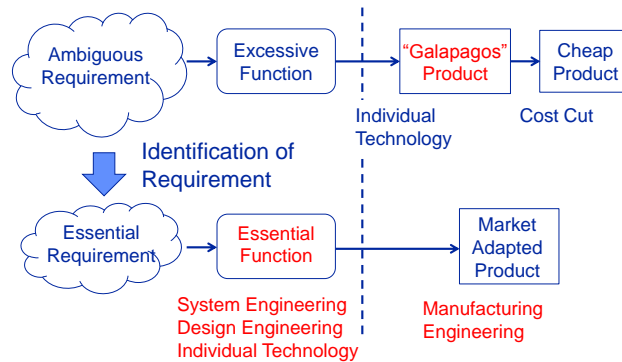 Ambiguous
Requirement
Excessive
Function
“Galapagos”
Product
Cheap
Product
Individual
Technology
Cost Cut
Identification of
Requirement
Essential
Requirement
Essential
Function
Market
Adapted
Product
System Engineering
Design Engineering
Individual Technology
Manufacturing
Engineering